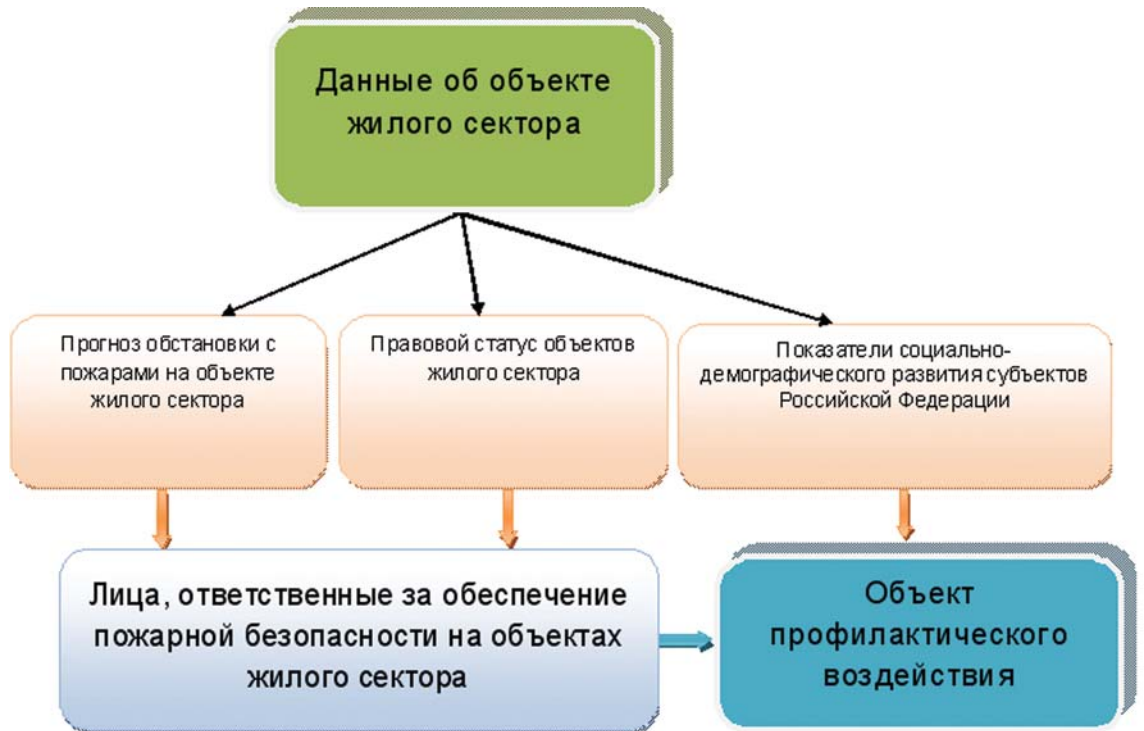 Данные об объекте
жилого сектора
Прогноз обстановки с
пожарами на объекте
жилого сектора
Правовой статус объектов
жилого сектора
Показатели социально-
демографического развития субъектов
Российской Федерации
Лица, ответственные за обеспечение
пожарной безопасности на объектах
жилого сектора
Объект
профилактического
воздействия